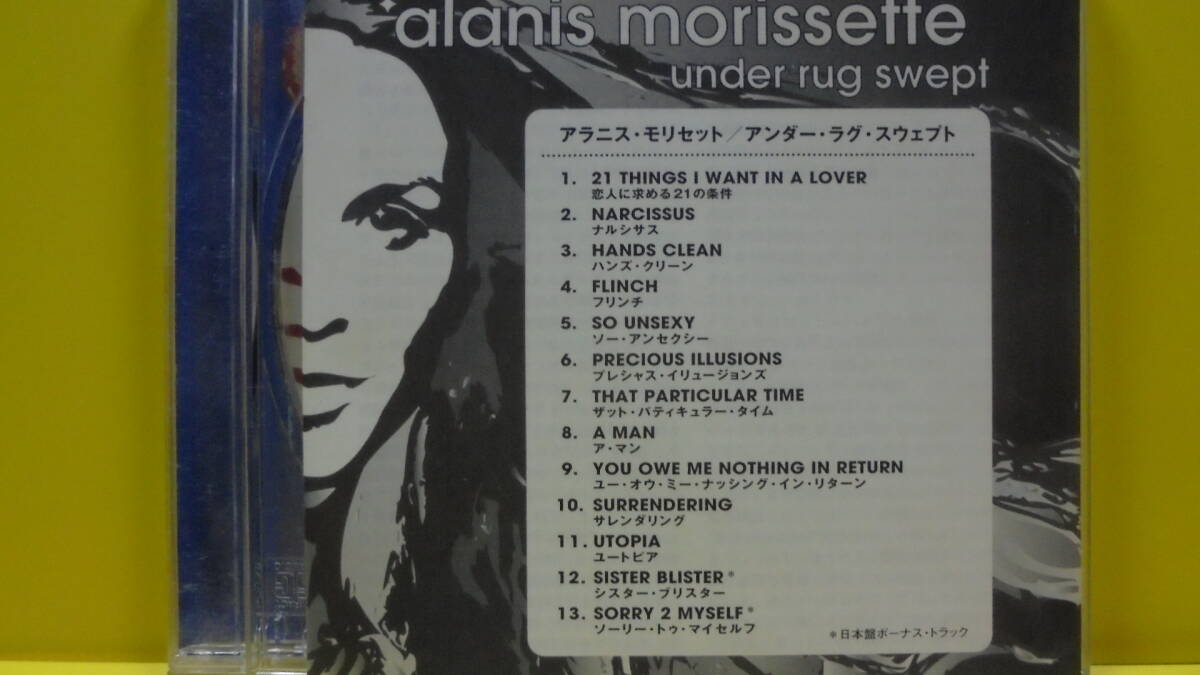 alanis morissette
under rug swept
アラニス・モリセット／アンダー・ラグ・スウェプト
1. 21 THINGS I WANT IN A LOVER
恋人に求める21の条件
2. NARCISSUS
ナルシサス
3. HANDS CLEAN
ハンズ・クリーン
4. FLINCH
フリンチ
5. SO UNSEXY
ソー・アンセクシー
6. PRECIOUS ILLUSIONS
プレシャス・イリュージョンズ
7. THAT PARTICULAR TIME
ザット・パティキュラー・タイム
8. A MAN
ア・マン
9. YOU OWE ME NOTHING IN RETURN
ユー・オウ・ミー・ナッシング・イン・リターン
10. SURRENDERING
サレンダリング
11. UTOPIA
ユートピア
12. SISTER BLISTER*
シスター・ブリスター
13. SORRY 2 MYSELF*
ソーリー・トゥ・マイセルフ
*日本盤ボーナス・トラック